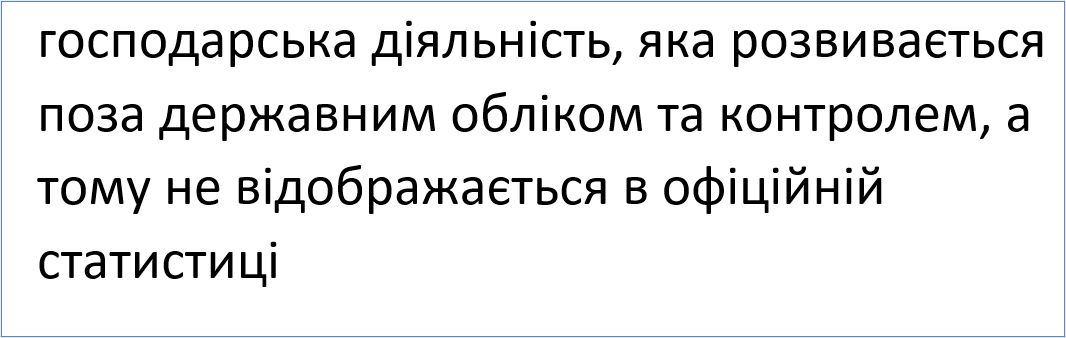 господарська діяльність, яка розвивається
поза державним обліком та контролем, а
тому не відображається в офіційній
статистиці